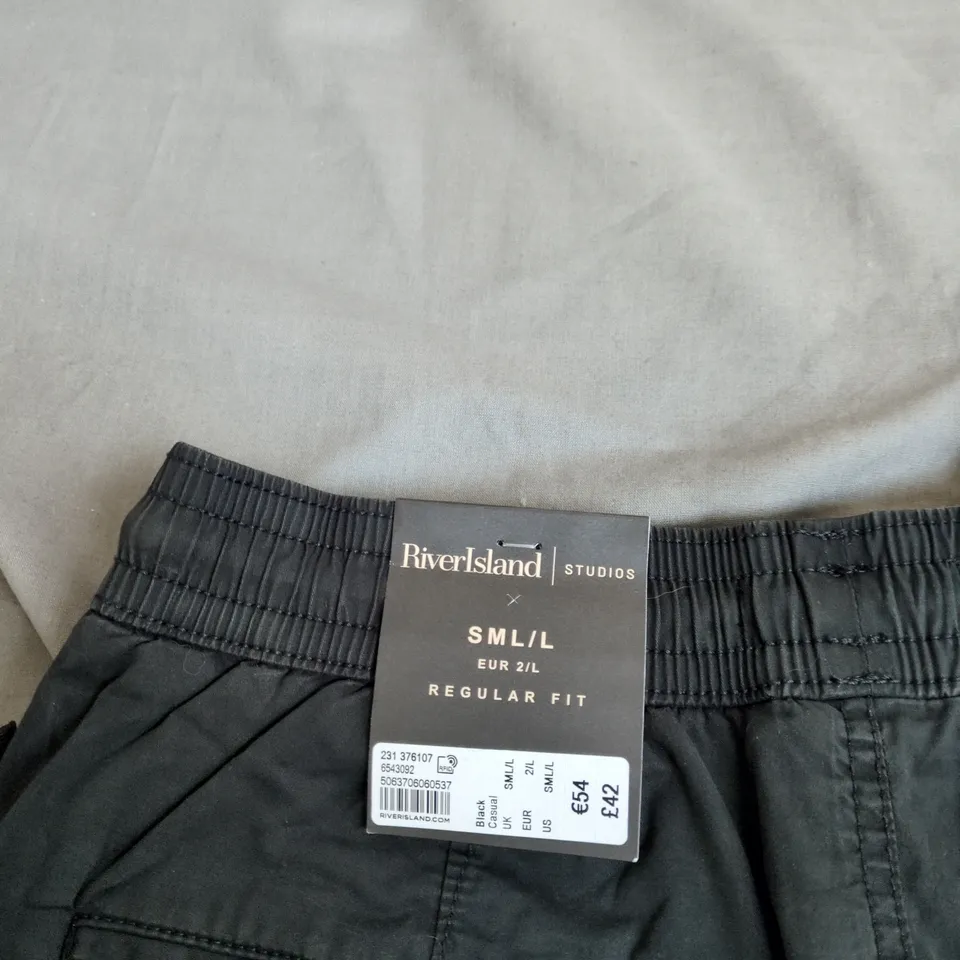 RiverIsland | STUDIOS
SML/L
EUR 2/L
REGULAR FIT
231 376107
6543092
RFID
5063706060537
RIVERISLAND.COM
Black
Casual
UK SML/L
EUR 2/L
US SML/L
€54
£42